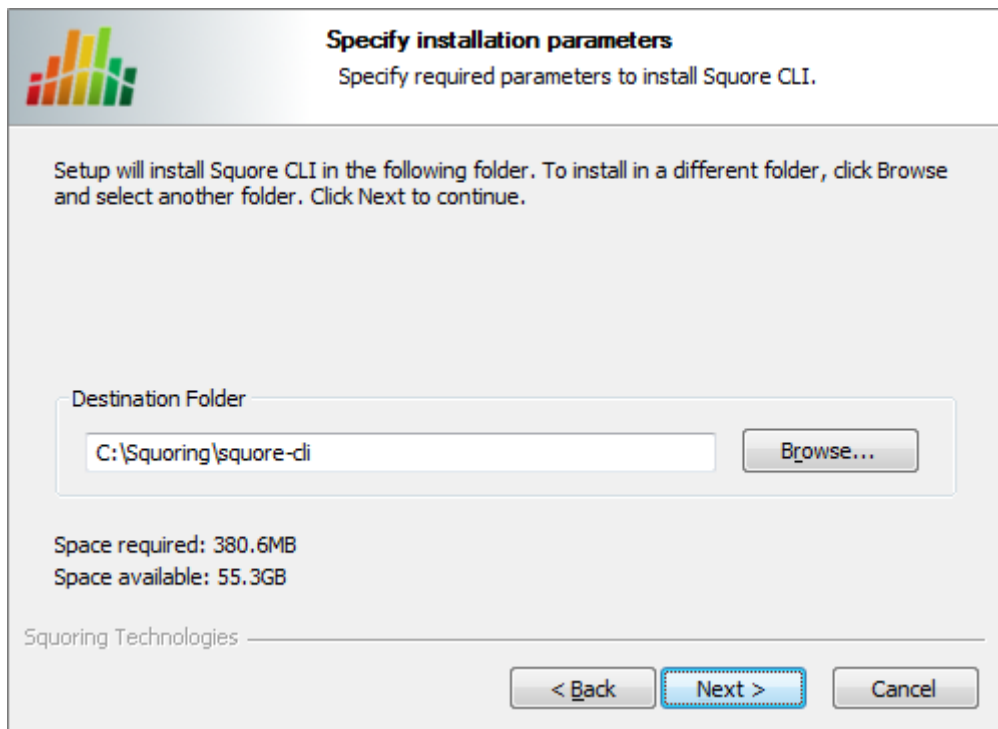 Specify installation parameters
Specify required parameters to install Squore CLI.
Setup will install Squore CLI in the following folder. To install in a different folder, click Browse
and select another folder. Click Next to continue.
Destination Folder
C:\Squoring\squore-cli
Browse...
Space required: 380.6MB
Space available: 55.3GB
Squoring Technologies
< Back
Next >
Cancel